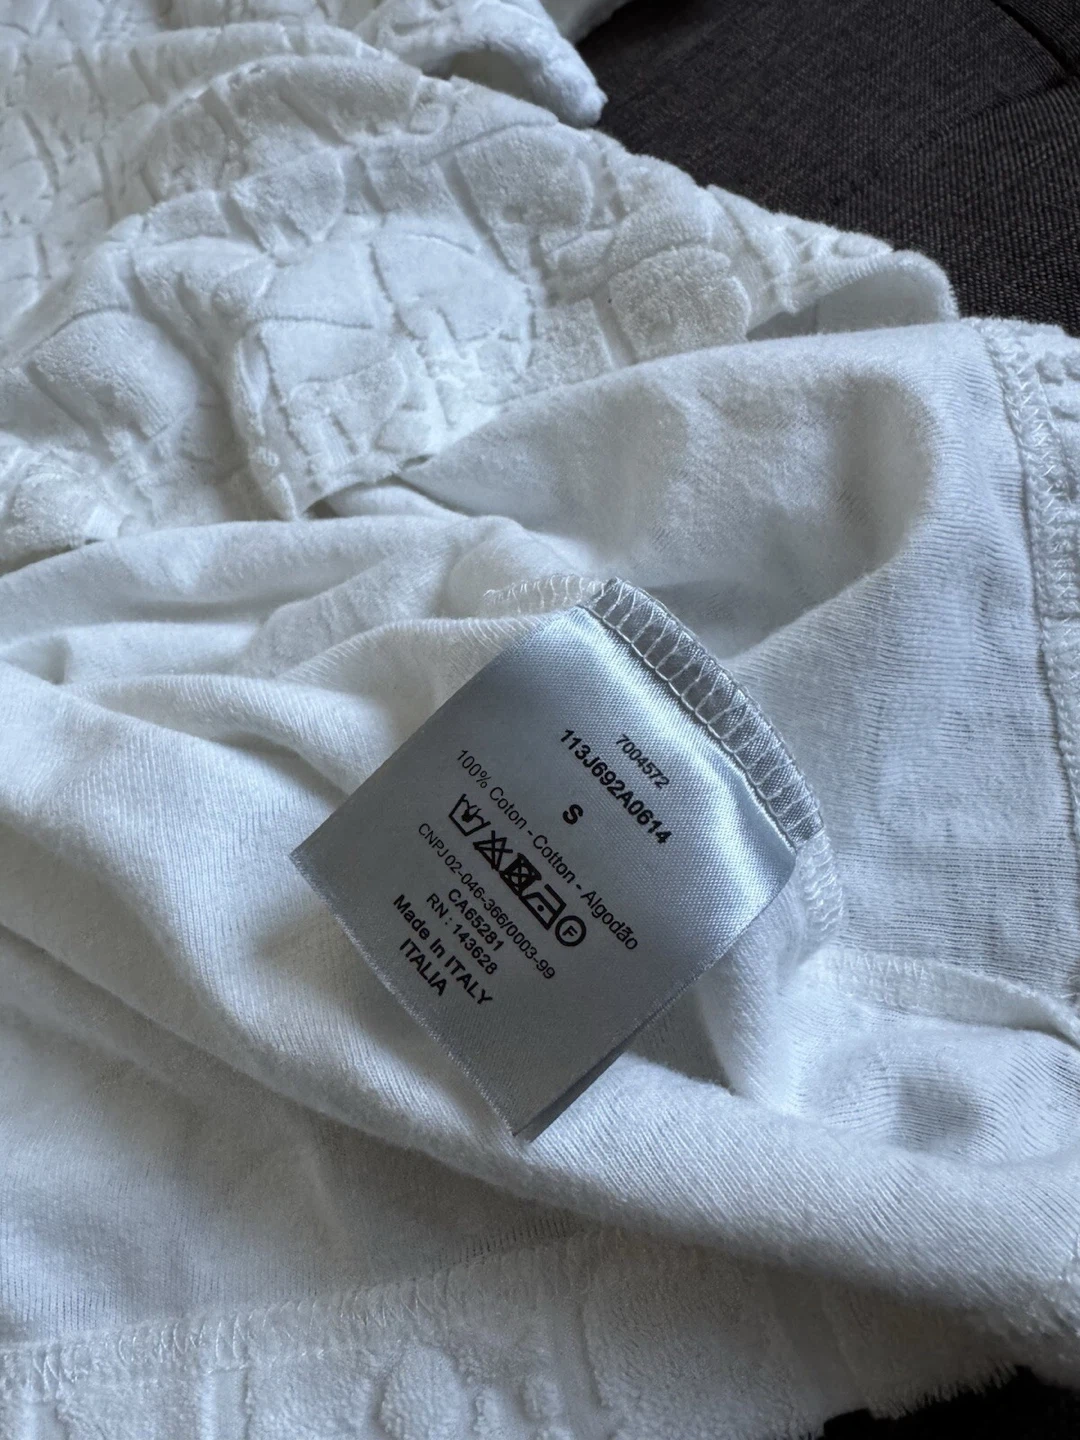 7004572
113J692A0614
S
100% Coton - Cotton - Algodão
F
CNPJ 02-046-366/0003-99
CA65281
RN : 143628
Made In ITALY
ITALIA